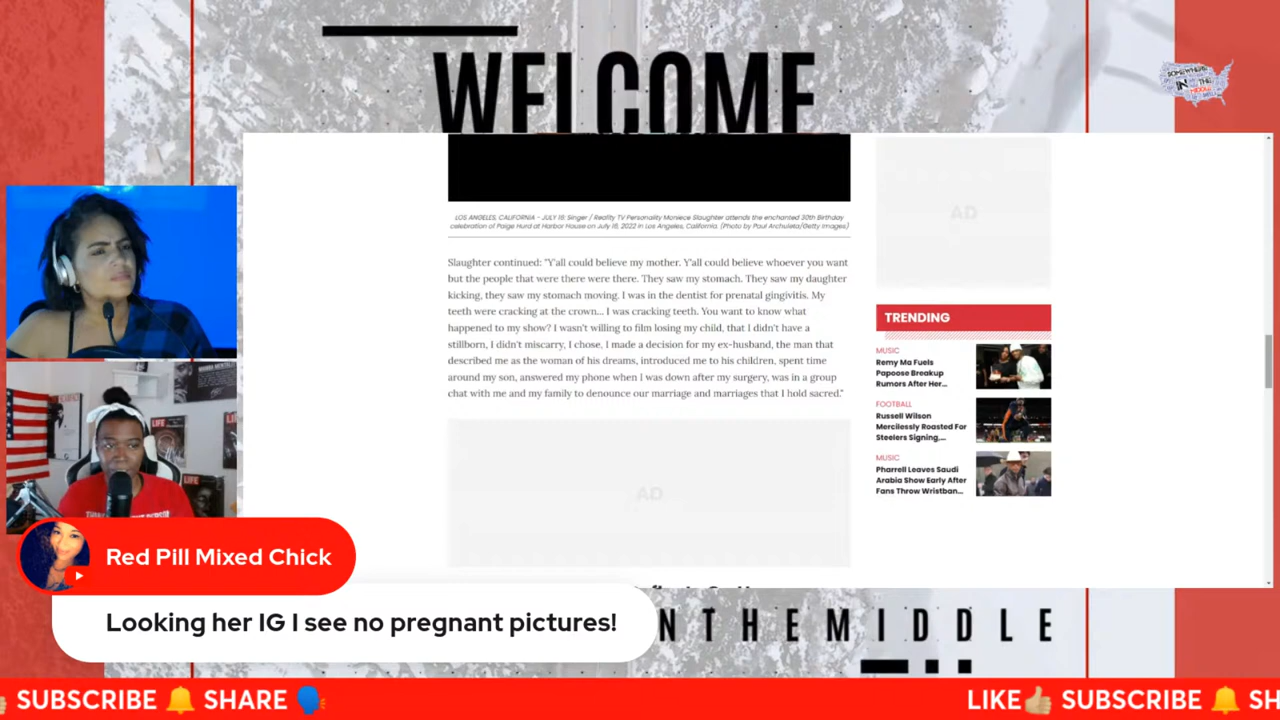 WELCOME
SOMEWHERE
IN THE
MIDDLE
LOS ANGELES, CALIFORNIA - JULY 16: Singer / Reality TV Personality Moniece Slaughter attends the enchanted 30th Birthday
celebration of Paige Hurd at Harbor House on July 16, 2022 in Los Angeles, California. (Photo by Paul Archuleta/Getty Images)
Slaughter continued: "Y'all could believe my mother. Y'all could believe whoever you want
but the people that were there were there. They saw my stomach. They saw my daughter
kicking, they saw my stomach moving. I was in the dentist for prenatal gingivitis. My
teeth were cracking at the crown... I was cracking teeth. You want to know what
happened to my show? I wasn't willing to film losing my child, that I didn't have a
stillborn, I didn't miscarry, I chose, I made a decision for my ex-husband, the man that
described me as the woman of his dreams, introduced me to his children, spent time
around my son, answered my phone when I was down after my surgery, was in a group
chat with me and my family to denounce our marriage and marriages that I hold sacred."
AD
AD
TRENDING
MUSIC
Remy Ma Fuels
Papoose Breakup
Rumors After Her...
FOOTBALL
Russell Wilson
Mercilessly Roasted For
Steelers Signing,...
MUSIC
Pharrell Leaves Saudi
Arabia Show Early After
Fans Throw Wristban...
LIFE
LIFE
Red Pill Mixed Chick
Looking her IG I see no pregnant pictures!
NTHEMIDDLE
SUBSCRIBE 🔔 SHARE 🗣
LIKE👍🏼 SUBSCRIBE 🔔 SH